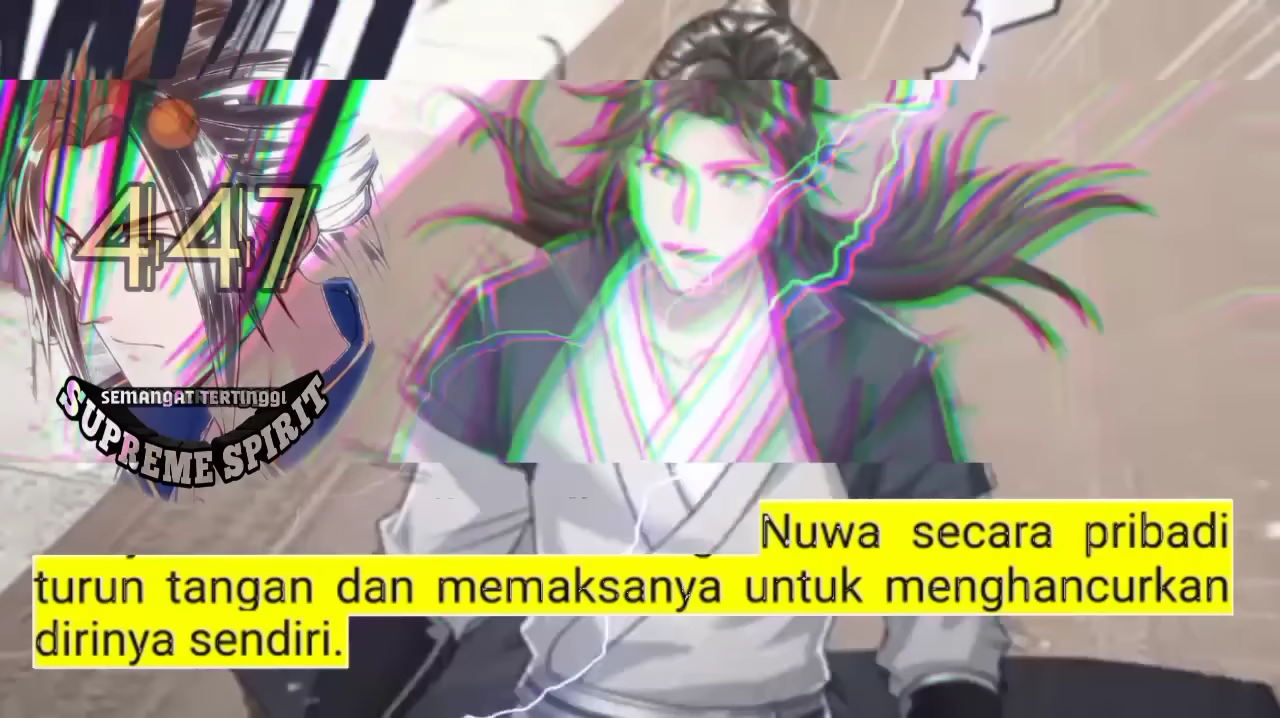 447
SEMANGAT TERTINGGI
SUPREME SPIRIT
Nuwa secara pribadi
turun tangan dan memaksanya untuk menghancurkan
dirinya sendiri.